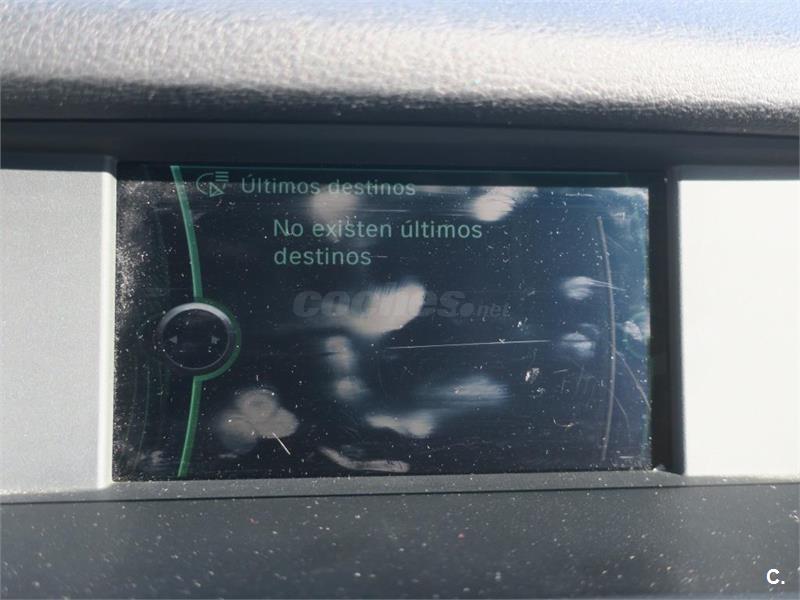 Últimos destinos
No existen últimos
destinos
coches.net
C.